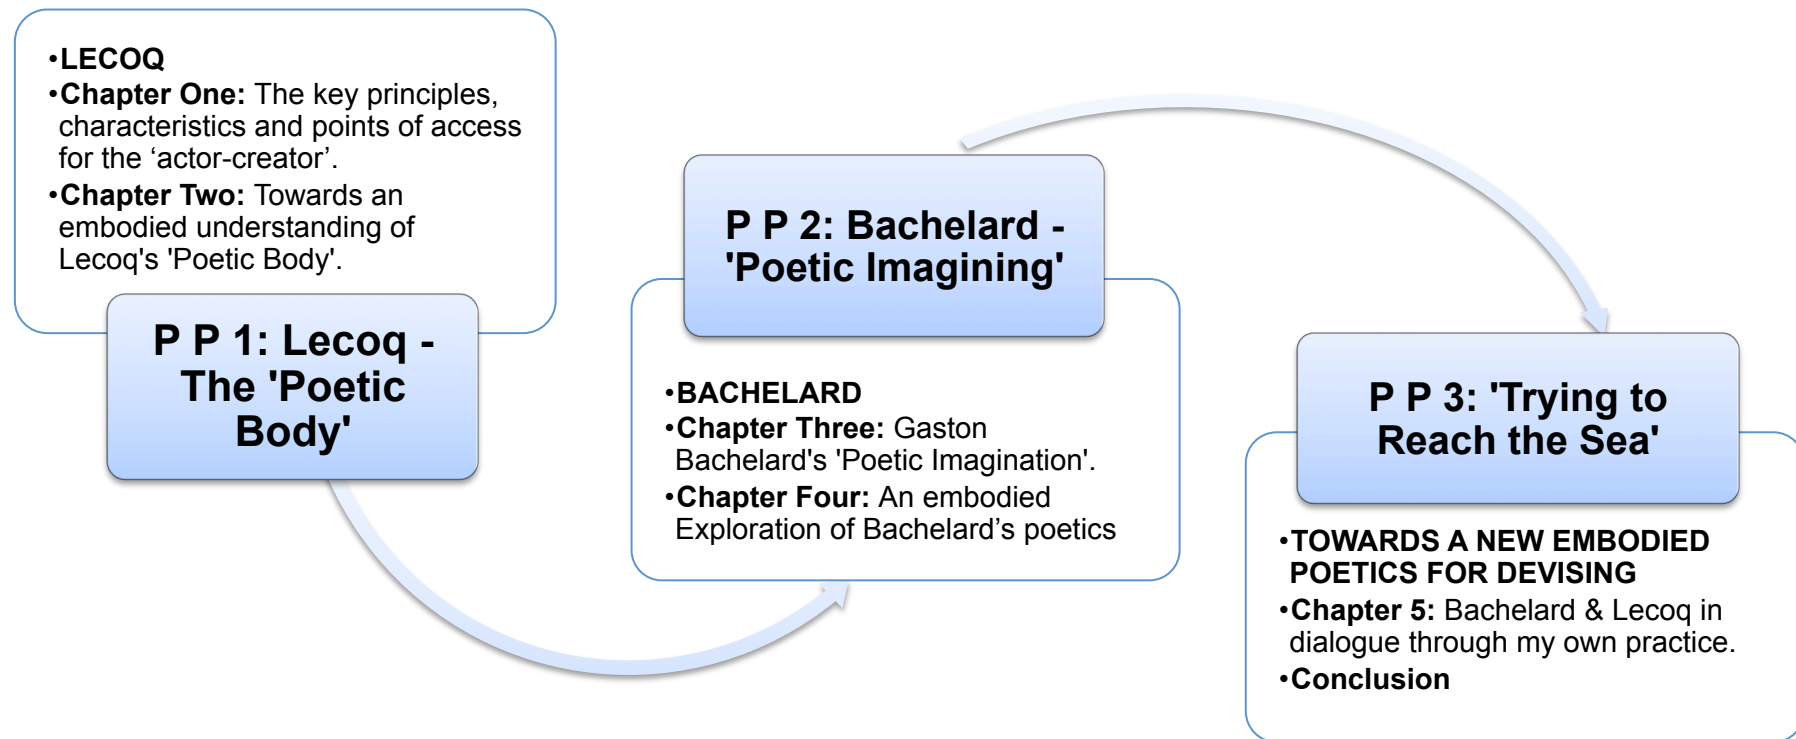 •LECOQ
•Chapter One: The key principles,
characteristics and points of access
for the ‘actor-creator’.
•Chapter Two: Towards an
embodied understanding of
Lecoq's 'Poetic Body'.
P P 1: Lecoq -
The 'Poetic
Body'
P P 2: Bachelard -
'Poetic Imagining'
•BACHELARD
•Chapter Three: Gaston
Bachelard's 'Poetic Imagination'.
•Chapter Four: An embodied
Exploration of Bachelard’s poetics
P P 3: 'Trying to
Reach the Sea'
•TOWARDS A NEW EMBODIED
POETICS FOR DEVISING
•Chapter 5: Bachelard & Lecoq in
dialogue through my own practice.
•Conclusion